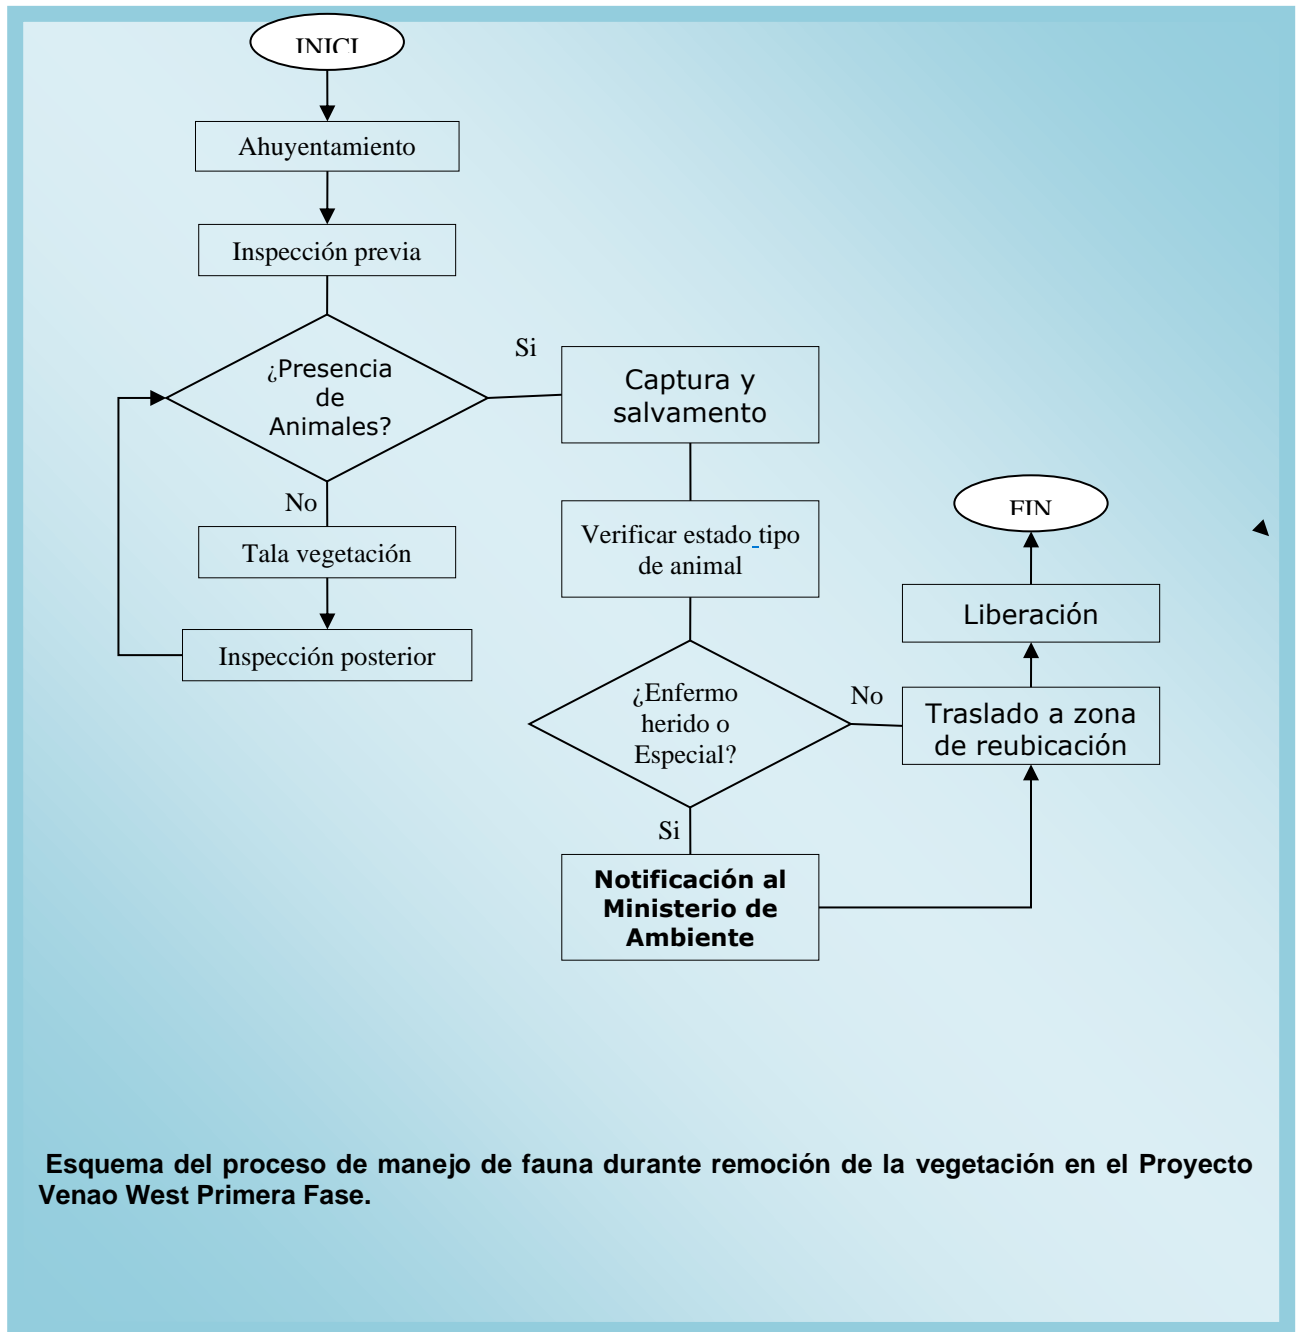 INICI
Ahuyentamiento
Inspección previa
¿Presencia
de
Animales?
Si
Captura y
salvamento
No
Tala vegetación
Inspección posterior
Verificar estado tipo
de animal
¿Enfermo
herido o
Especial?
No
Si
Notificación al
Ministerio de
Ambiente
Traslado a zona
de reubicación
Liberación
FIN
Esquema del proceso de manejo de fauna durante remoción de la vegetación en el Proyecto
Venao West Primera Fase.